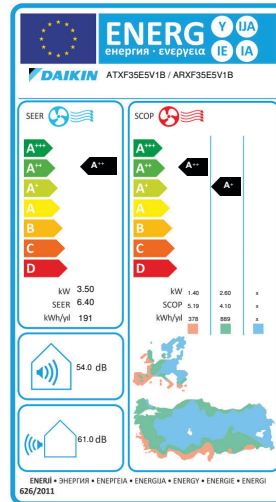 ENERG Y IJA
енергия · ενεργεια IE IA
DAIKIN ATXF35E5V1B / ARXF35E5V1B
SEER SCOP
A+++ A+++
A++ A++ A++ A++
A+ A+ A+
A A
B B
C C
D D
kW 3.50 kW 1.40 2.60 x
SEER 6.40 SCOP 5.19 4.10 x
kWh/yıl 191 kWh/yıl 378 889 x
54.0 dB
61.0 dB
ENERJİ • ЭНЕРГИЯ • ΕΝΕΡΓΕΙΑ • ENERGIJA • ENERGY • ENERGIE • ENERGI
626/2011